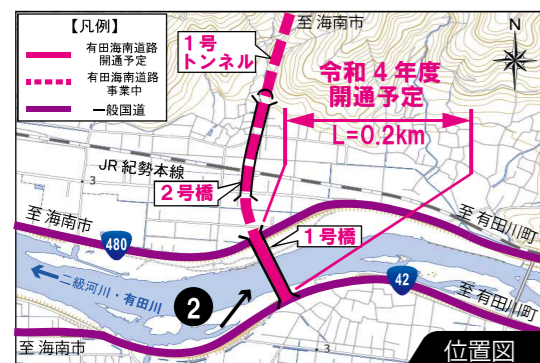 【凡例】
有田海南道路
開通予定
有田海南道路
事業中
一般国道
至 海南市
N
1号
トンネル
令和4年度
開通予定
L=0.2km
JR紀勢本線
・3
2号橋
至 海南市
480
1号橋
至 有田川町
二級河川・有田川
2
42
至 有田川町
・3
至 海南市
位置図